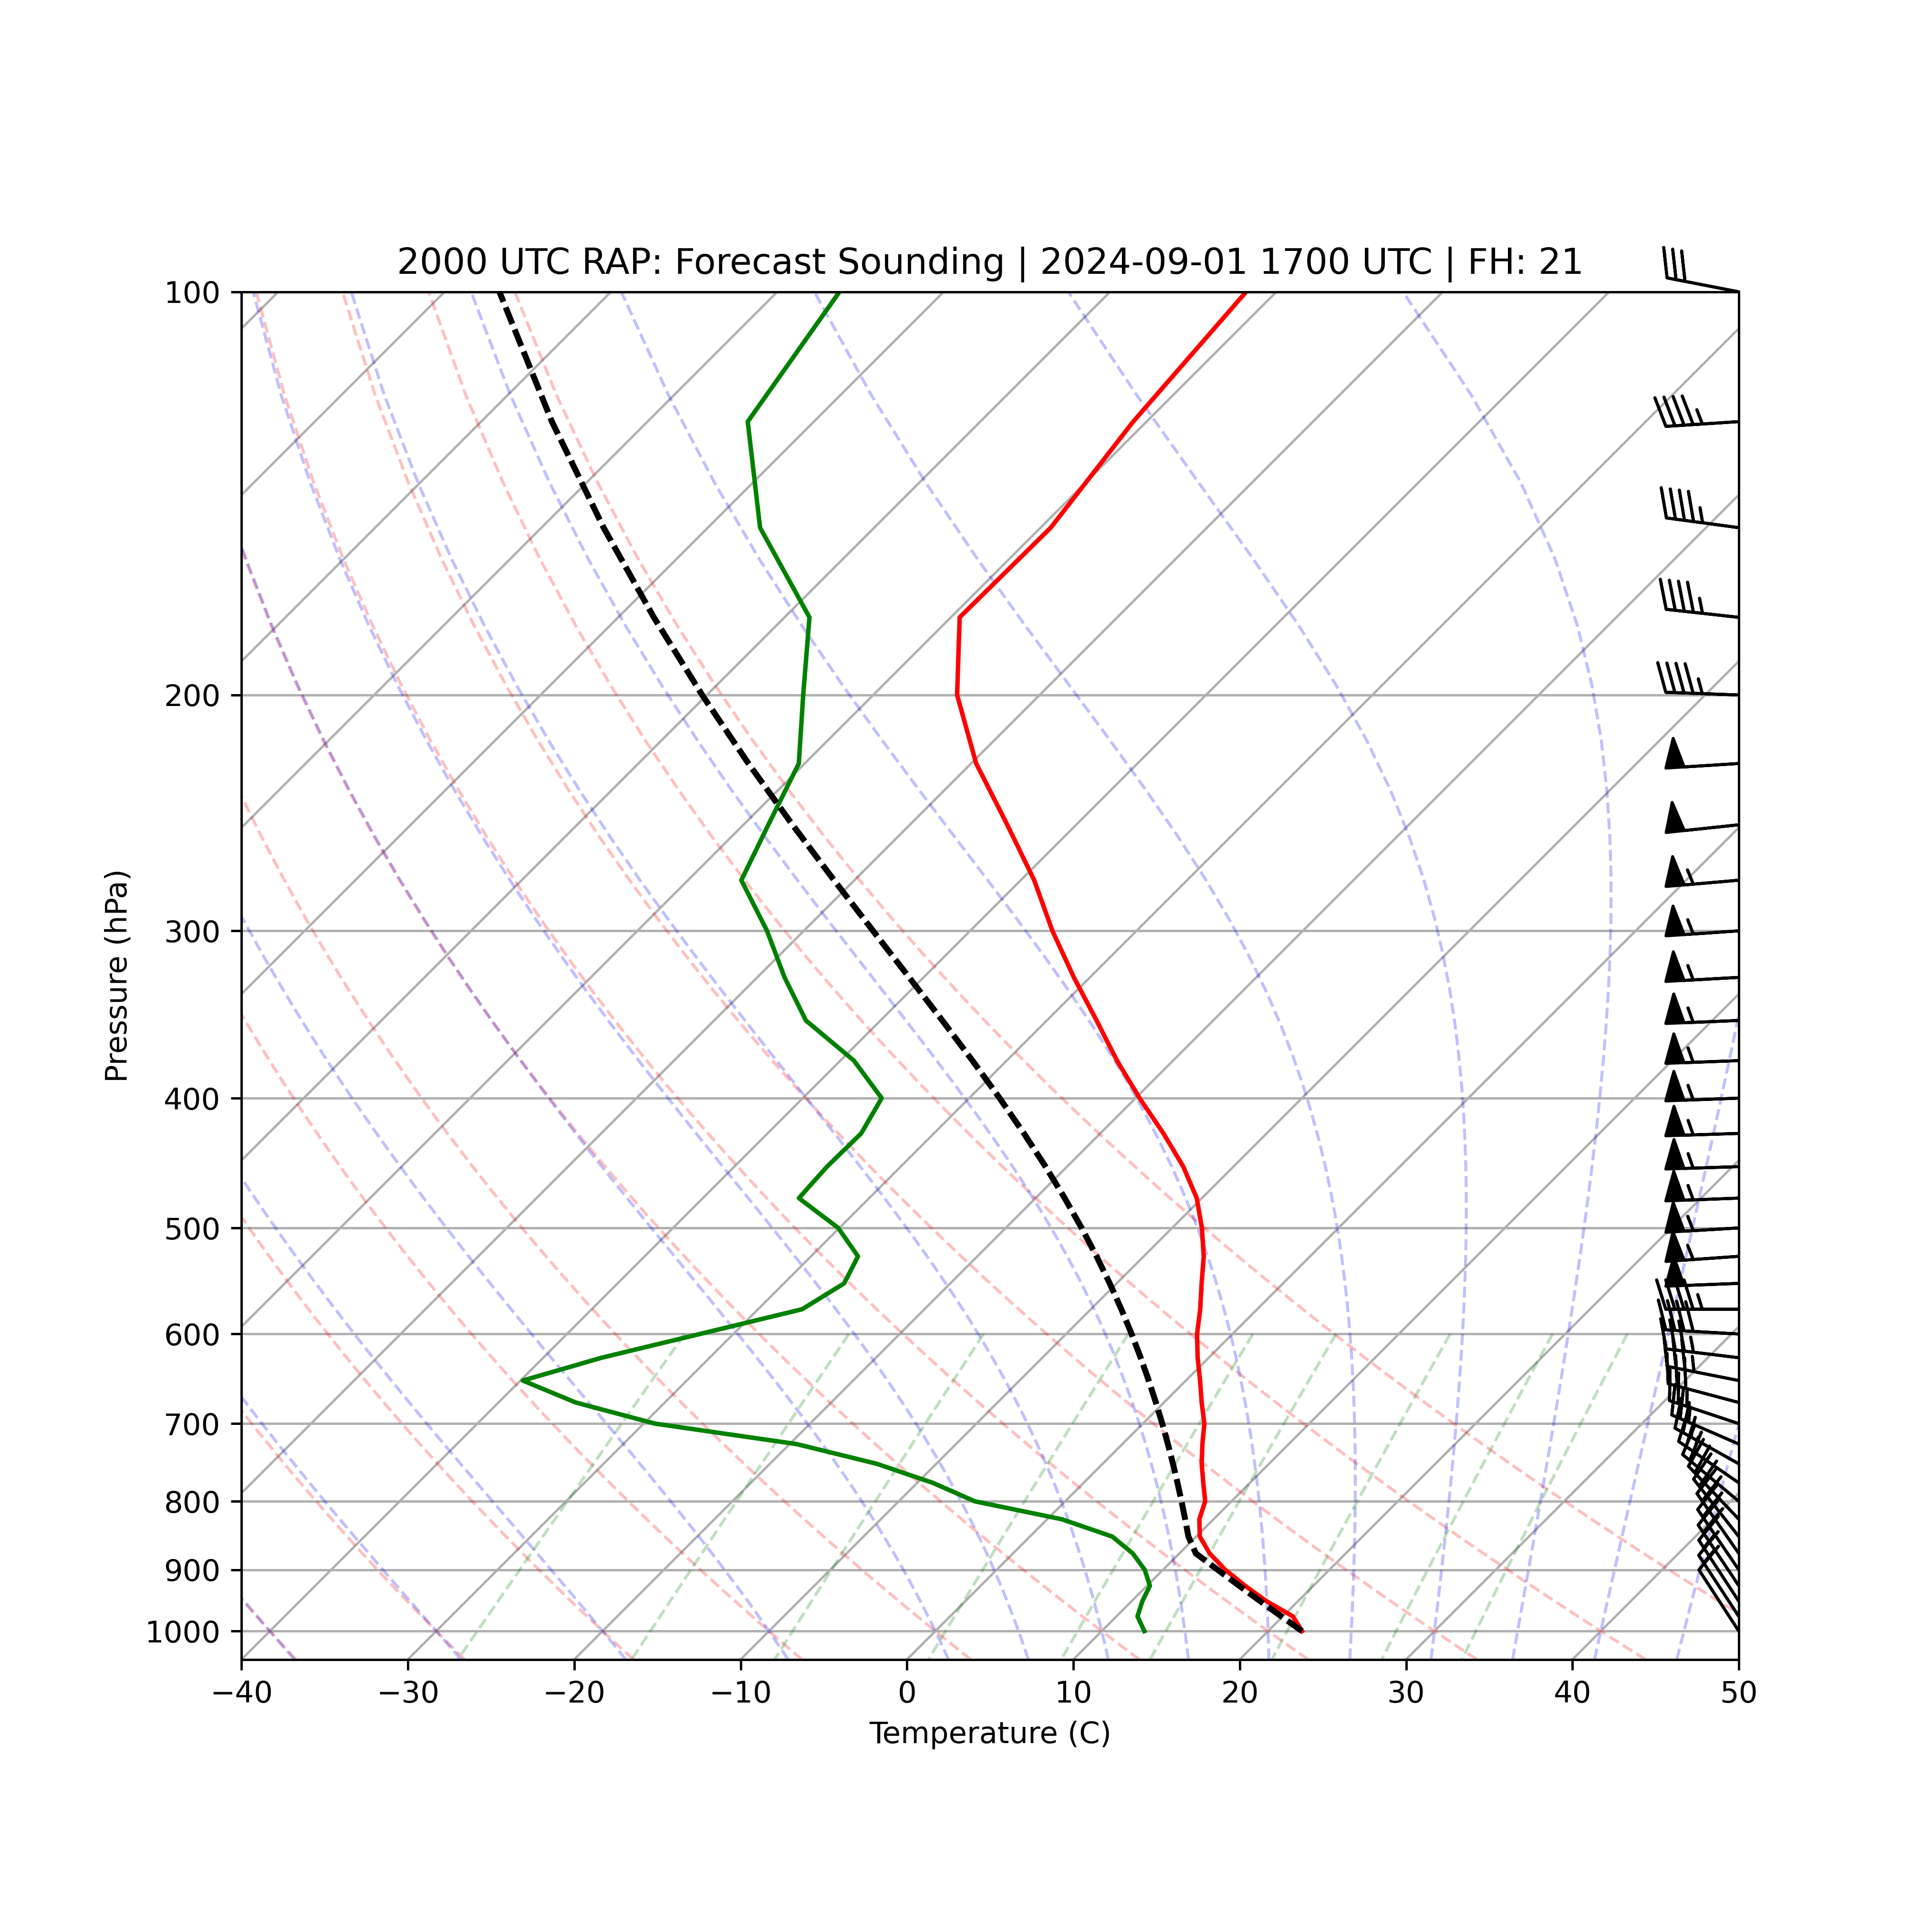 2000 UTC RAP: Forecast Sounding | 2024-09-01 1700 UTC | FH: 21
100
200
300
400
500
600
700
800
900
1000
Pressure (hPa)
−40 −30 −20 −10 0 10 20 30 40 50
Temperature (C)